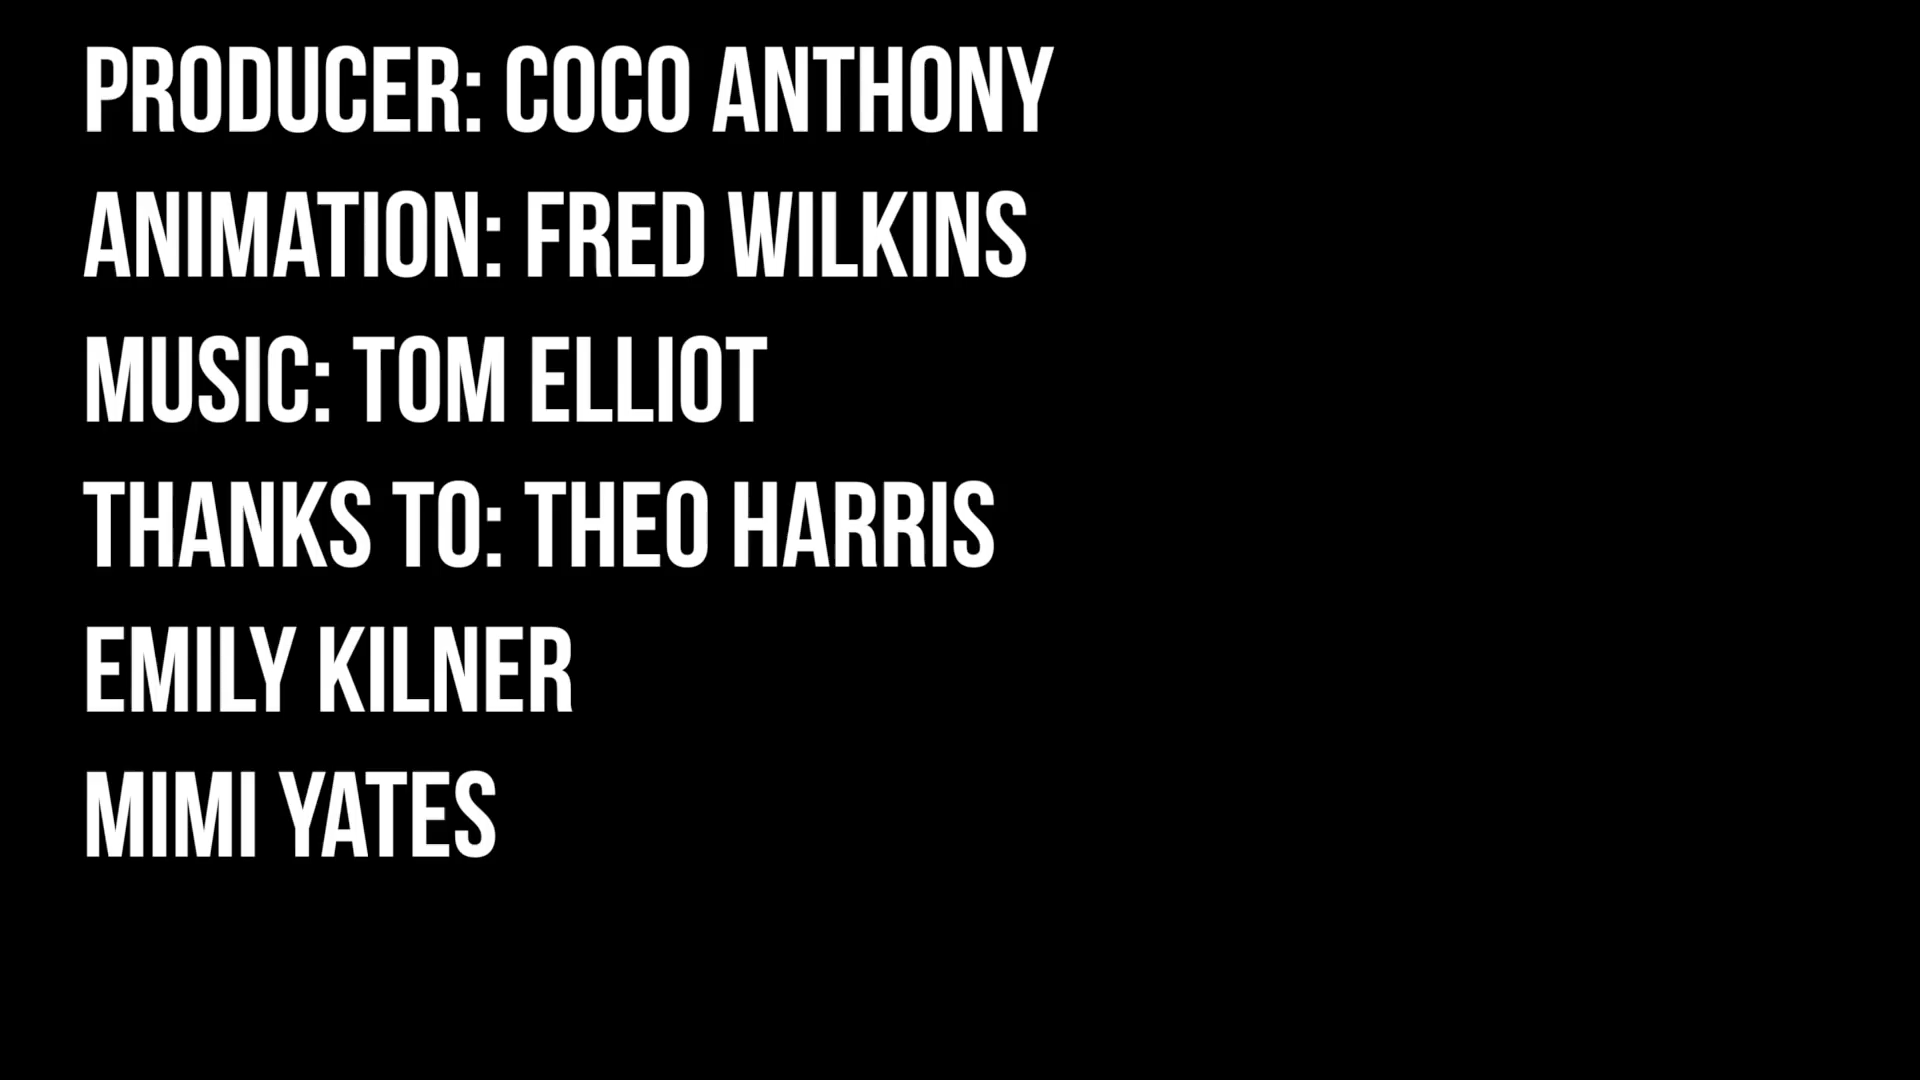 PRODUCER: COCO ANTHONY
ANIMATION: FRED WILKINS
MUSIC: TOM ELLIOT
THANKS TO: THEO HARRIS
EMILY KILNER
MIMI YATES